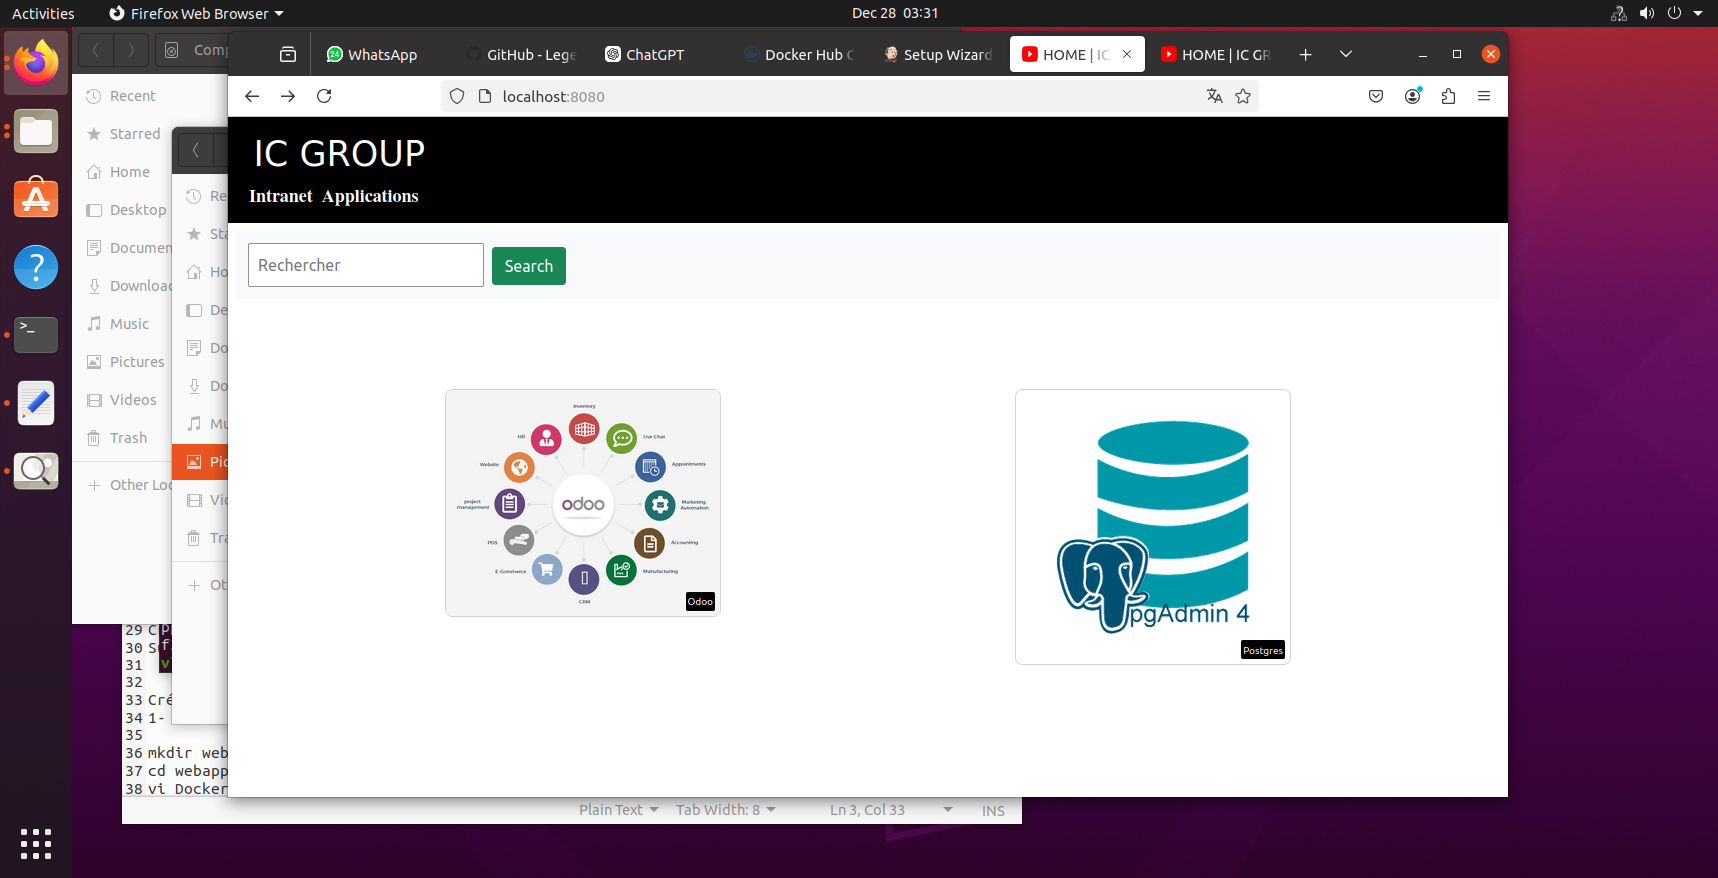 Activities
Firefox Web Browser
Dec 28 03:31
Comp
WhatsApp
GitHub - Lege
ChatGPT
Docker Hub C
Setup Wizard
HOME | IC
HOME | IC GR
localhost:8080
Recent
Starred
Home
Desktop
Documen
Downloac
Music
Pictures
Videos
Trash
Other Loc
Re
Sta
Ho
De
Do
Do
Mu
Pic
Vid
Tra
Ot
IC GROUP
Intranet Applications
Rechercher
Search
Inventory
HR
Live Chat
Website
Appointments
project management
odoo
Marketing Automation
POS
Accounting
E-Commerce
Manufacturing
CRM
Odoo
pgAdmin 4
Postgres
29 C
30 S
31
32
33 Cré
34 1-
35
36 mkdir web
37 cd webapp
38 vi Docker
Plain Text
Tab Width: 8
Ln 3, Col 33
INS